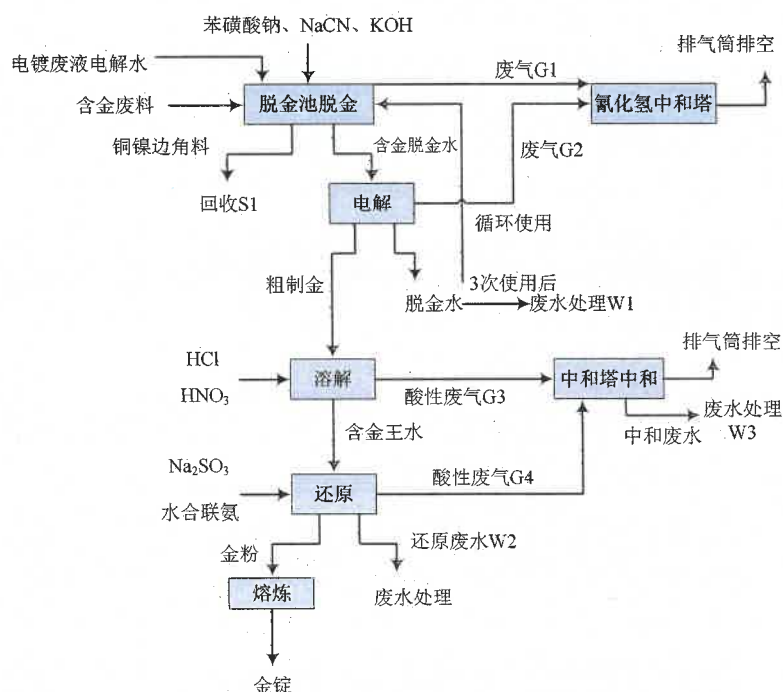 苯磺酸钠、NaCN、KOH
电镀废液电解水
废气G1
排气筒排空
含金废料
脱金池脱金
氰化氢中和塔
铜镍边角料
含金脱金水
废气G2
回收S1
电解
循环使用
粗制金
3次使用后
脱金水
废水处理W1
HCl
HNO₃
溶解
酸性废气G3
中和塔中和
排气筒排空
含金王水
中和废水
废水处理
W3
Na₂SO₃
水合联氨
还原
酸性废气G4
金粉
还原废水W2
熔炼
废水处理
金锭